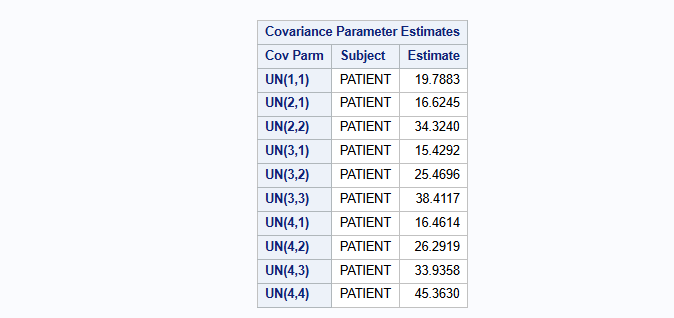 Covariance Parameter Estimates
Cov Parm Subject Estimate
UN(1,1) PATIENT 19.7883
UN(2,1) PATIENT 16.6245
UN(2,2) PATIENT 34.3240
UN(3,1) PATIENT 15.4292
UN(3,2) PATIENT 25.4696
UN(3,3) PATIENT 38.4117
UN(4,1) PATIENT 16.4614
UN(4,2) PATIENT 26.2919
UN(4,3) PATIENT 33.9358
UN(4,4) PATIENT 45.3630